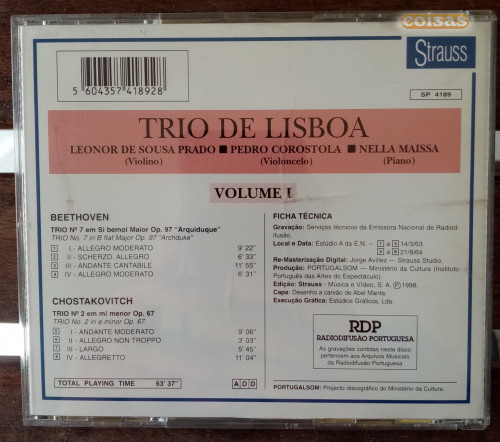 coisas
Strauss
5 604357 418928
SP 4189
TRIO DE LISBOA
LEONOR DE SOUSA PRADO ■ PEDRO COROSTOLA ■ NELLA MAISSA
(Violino) (Violoncelo) (Piano)
VOLUME I
BEETHOVEN
TRIO Nº 7 em Si bemol Maior Op. 97 "Arquiduque"
TRIO No. 7 in B flat Major Op. 97 "Archduke"
1 I - ALLEGRO MODERATO 9' 22"
2 II - SCHERZO. ALLEGRO 6' 33"
3 III - ANDANTE CANTABILE 11' 55"
4 IV - ALLEGRO MODERATO 6' 31"
CHOSTAKOVITCH
TRIO Nº 2 em mi menor Op. 67
TRIO No. 2 in e minor Op. 67
5 I - ANDANTE MODERATO 9' 06"
6 II - ALLEGRO NON TROPPO 3' 03"
7 III - LARGO 5' 45"
8 IV - ALLEGRETTO 11' 04"
TOTAL PLAYING TIME 63' 37"
A D D
FICHA TÉCNICA
Gravação: Serviços técnicos da Emissora Nacional de Radiodi-
fusão.
Local e Data: Estúdio A da E.N. - 1 a 4 14/3/63.
5 a 8 21/8/64
Re-Masterização Digital: Jorge Avillez — Strauss Studio.
Produção: PORTUGALSOM — Ministério da Cultura (Instituto
Português das Artes do Espectáculo).
Edição: Strauss - Música e Vídeo, S. A. Ⓟ 1998.
Capa: Desenho a carvão de Abel Manta.
Execução Gráfica: Estúdios Gráficos, Lda.
RDP
RADIODIFUSÃO PORTUGUESA
As gravações contidas neste disco
pertencem aos Arquivos Musicais
da Radiodifusão Portuguesa
PORTUGALSOM: Projecto discográfico do Ministério da Cultura.